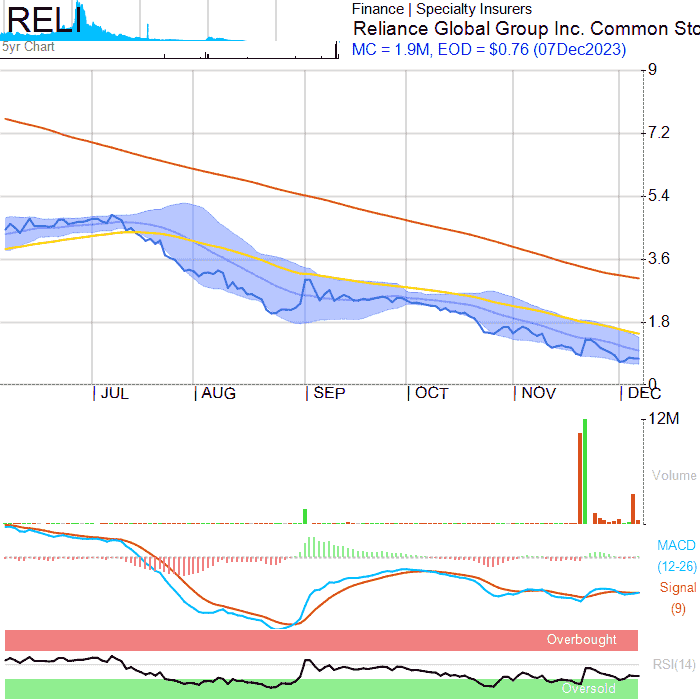 RELI
5yr Chart
Finance | Specialty Insurers
Reliance Global Group Inc. Common Sto
MC = 1.9M, EOD = $0.76 (07Dec2023)
9
7.2
5.4
3.6
1.8
0
JUL AUG SEP OCT NOV DEC
12M
Volume
MACD
(12-26)
Signal
(9)
Overbought
RSI(14)
Oversold